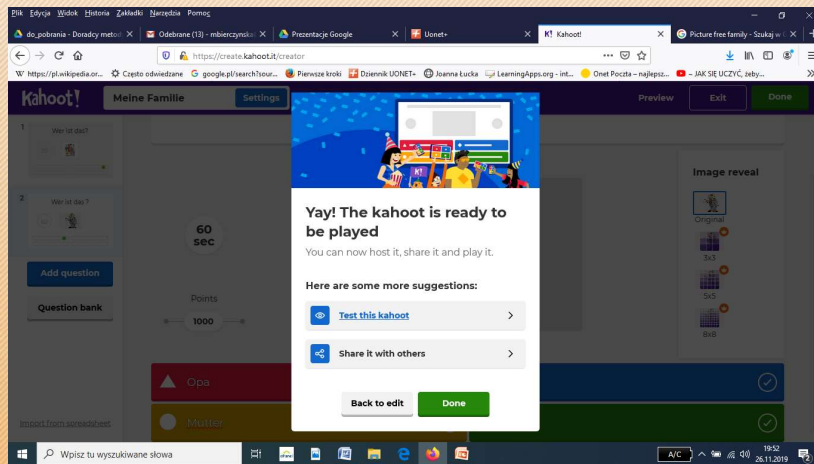 Plik Edycja Widok Historia Zakładki Narzędzia Pomoc
do_pobrania - Doradcy metod
Odebrane (13) - mbierczynska
Prezentacje Google
Uonet+
Kahoot!
Picture free family - Szukaj w
https://create.kahoot.it/creator
https://pl.wikipedia.or...
Często odwiedzane
google.pl/search?sour...
Pierwsze kroki
Dziennik UONET+
Joanna Łucka
LearningApps.org - int...
Onet Poczta – najlepsz...
– JAK SIĘ UCZYĆ, żeby...
Kahoot!
Meine Familie
Settings
Preview
Exit
Done
1
Wer ist das?
2
Wer ist das ?
Add question
Question bank
Import from spreadsheet
60
sec
Points
1000
K!
Yay! The kahoot is ready to
be played
You can now host it, share it and play it.
Here are some more suggestions:
Test this kahoot
Share it with others
Back to edit
Done
Image reveal
Original
3x3
5x5
8x8
Opa
Mutter
Wpisz tu wyszukiwane słowa
A/C
19:52
26.11.2019
2